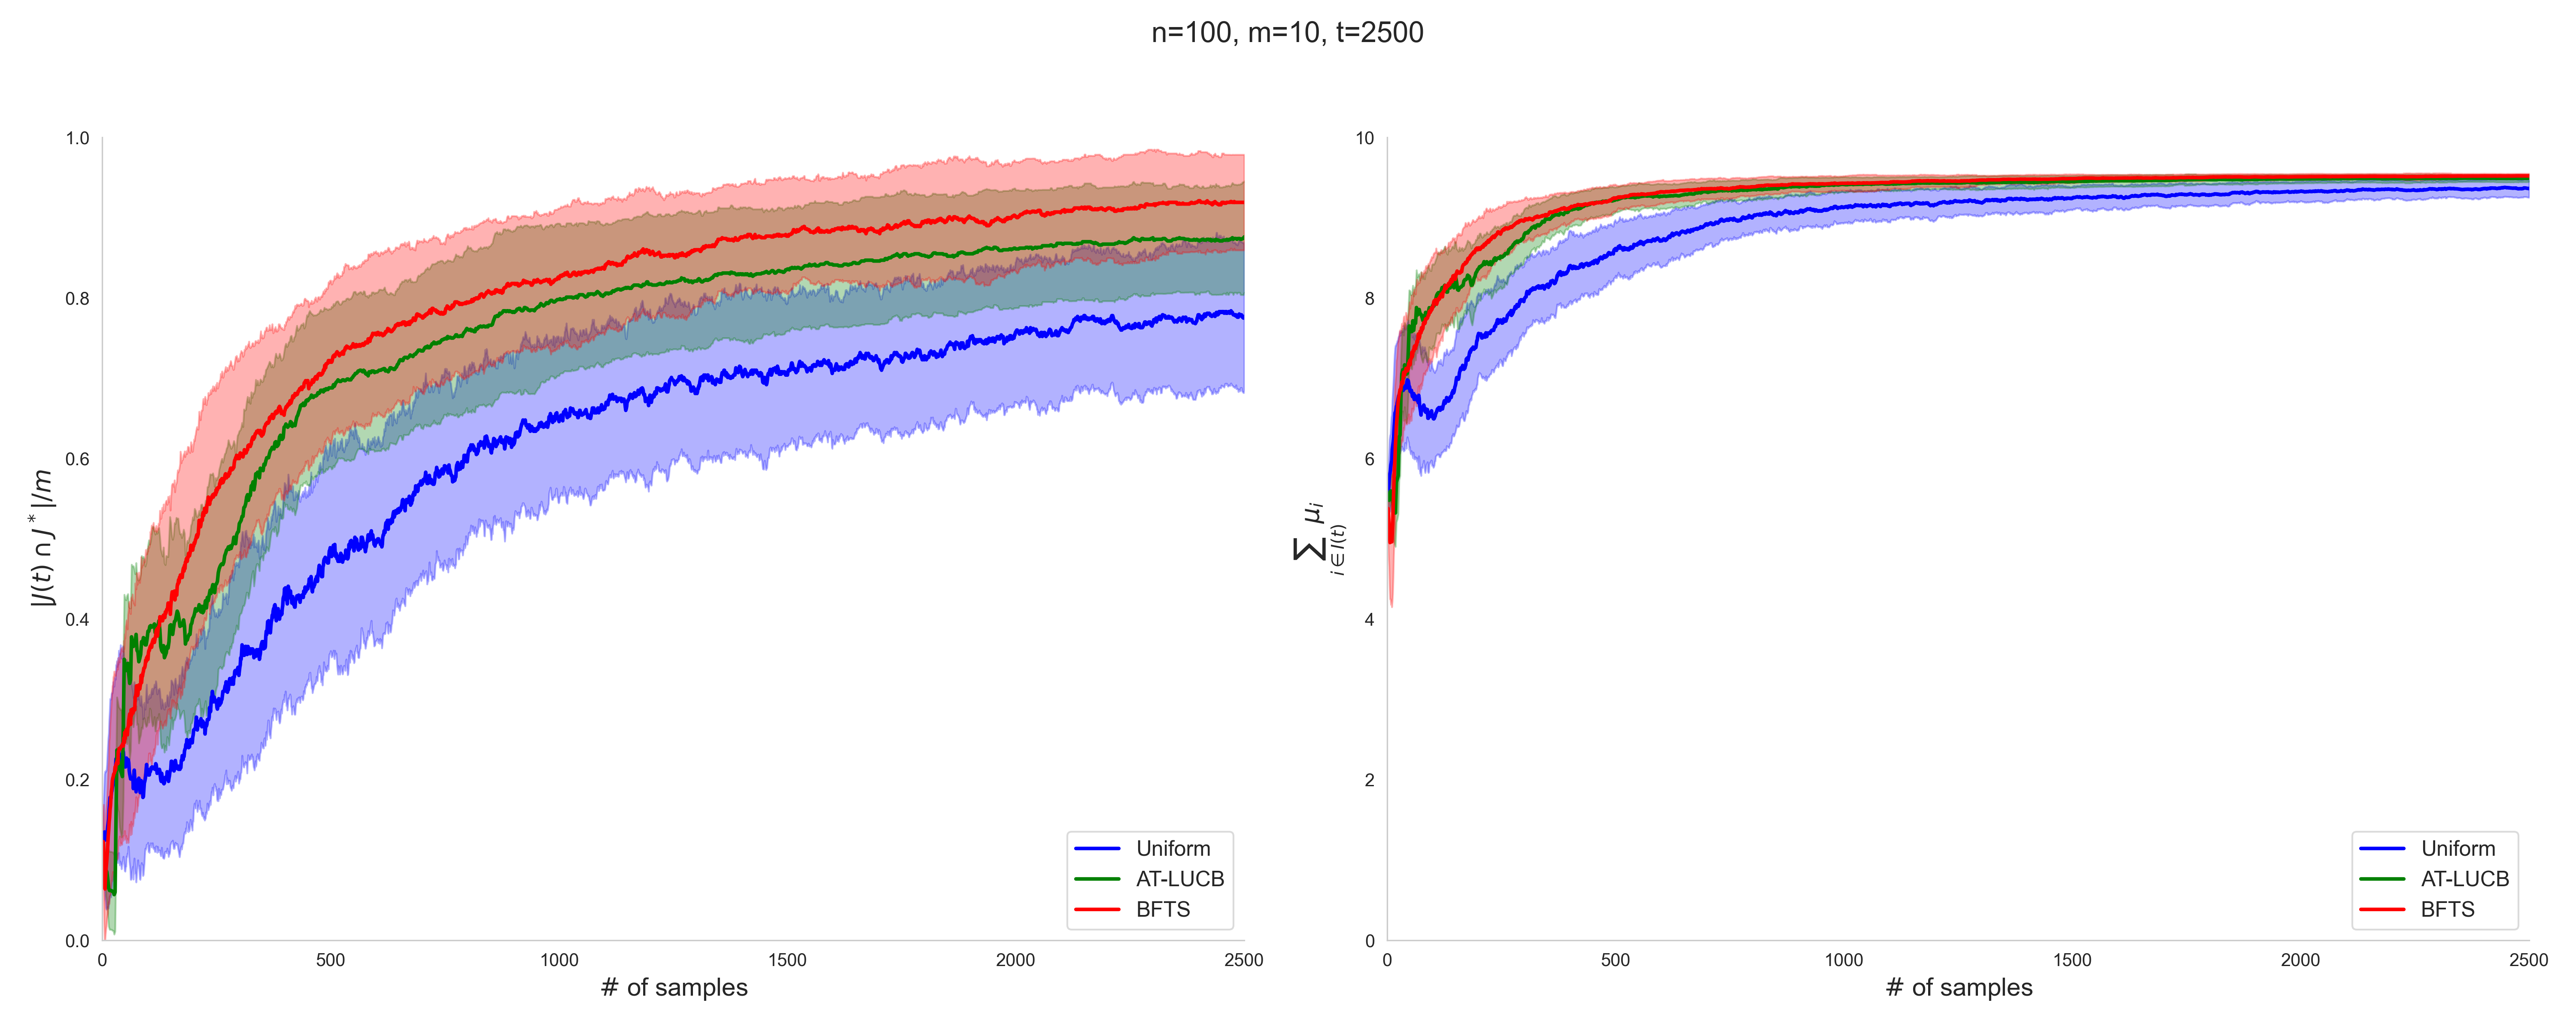 n=100, m=10, t=2500
1.0
0.8
0.6
0.4
0.2
0.0
|J(t) ∩ J*|/m
0 500 1000 1500 2000 2500
# of samples
Uniform
AT-LUCB
BFTS
10
8
6
4
2
0
∑ μi
i∈I(t)
0 500 1000 1500 2000 2500
# of samples
Uniform
AT-LUCB
BFTS